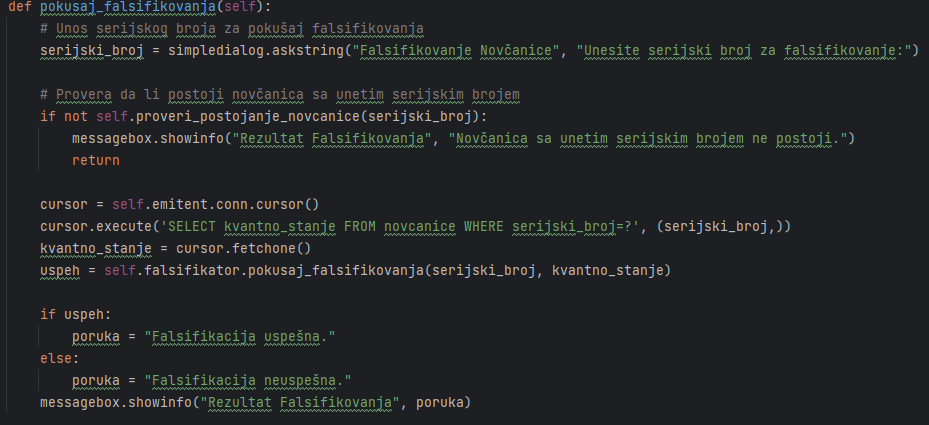 def pokusaj_falsifikovanja(self):
# Unos serijskog broja za pokušaj falsifikovanja
serijski_broj = simpledialog.askstring("Falsifikovanje Novčanice", "Unesite serijski broj za falsifikovanje:")
# Provera da li postoji novčanica sa unetim serijskim brojem
if not self.proveri_postojanje_novcanice(serijski_broj):
messagebox.showinfo("Rezultat Falsifikovanja", "Novčanica sa unetim serijskim brojem ne postoji.")
return
cursor = self.emitent.conn.cursor()
cursor.execute('SELECT kvantno_stanje FROM novcanice WHERE serijski_broj=?', (serijski_broj,))
kvantno_stanje = cursor.fetchone()
uspeh = self.falsifikator.pokusaj_falsifikovanja(serijski_broj, kvantno_stanje)
if uspeh:
poruka = "Falsifikacija uspešna."
else:
poruka = "Falsifikacija neuspešna."
messagebox.showinfo("Rezultat Falsifikovanja", poruka)